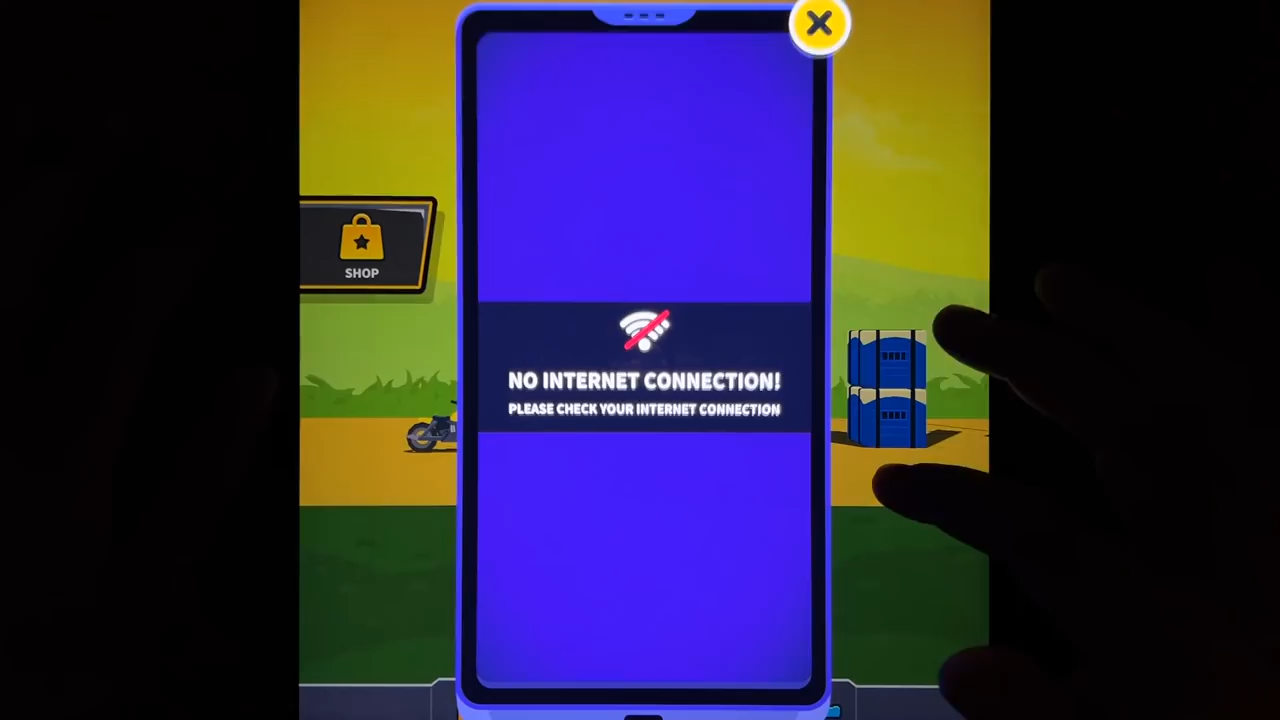 SHOP
NO INTERNET CONNECTION!
PLEASE CHECK YOUR INTERNET CONNECTION